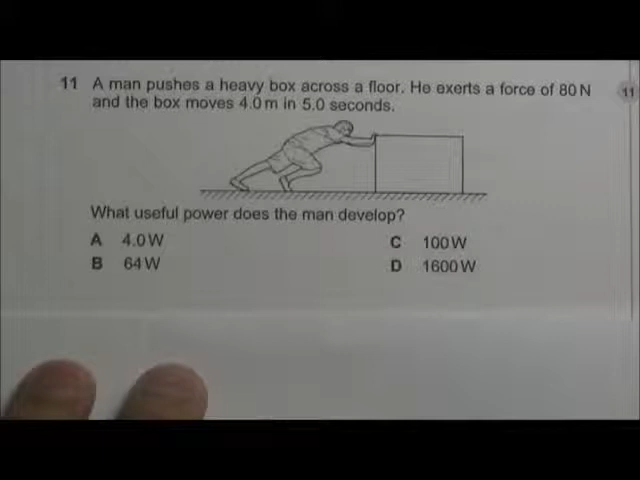 11 A man pushes a heavy box across a floor. He exerts a force of 80 N
and the box moves 4.0 m in 5.0 seconds.
11
What useful power does the man develop?
A 4.0 W
C 100 W
B 64 W
D 1600 W